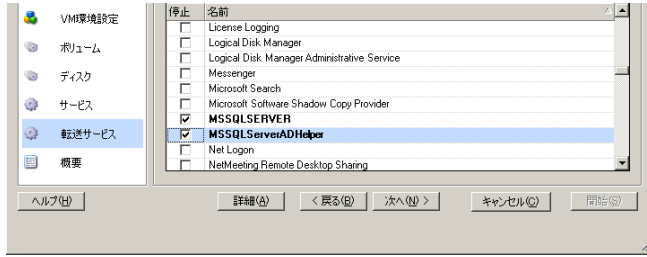 停止 名前
VM環境設定
ボリューム
ディスク
サービス
転送サービス
概要
License Logging
Logical Disk Manager
Logical Disk Manager Administrative Service
Messenger
Microsoft Search
Microsoft Software Shadow Copy Provider
MSSQLSERVER
MSSQLServerADHelper
Net Logon
NetMeeting Remote Desktop Sharing
ヘルプ(H) 詳細(A) < 戻る(B) 次へ(N) > キャンセル(C) 開始(S)